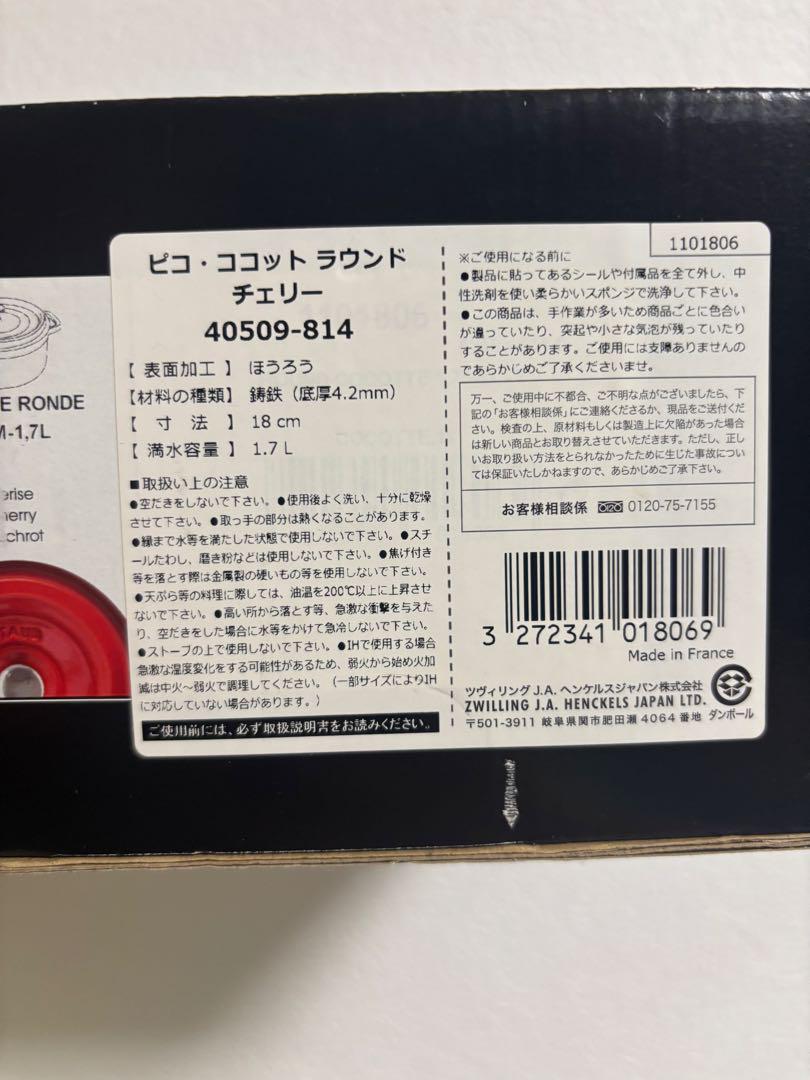 E RONDE
M-1,7L
erise
herry
chrot
ピコ・ココット ラウンド
チェリー
40509-814
【 表面加工 】 ほうろう
【材料の種類】 鋳鉄（底厚4.2mm）
【 寸 法 】 18 cm
【 満水容量 】 1.7 L
■取扱い上の注意
●空だきをしないで下さい。●使用後よく洗い、十分に乾燥
させて下さい。●取っ手の部分は熱くなることがあります。
●縁まで水等を満たした状態で使用しないで下さい。●スチ
ールたわし、磨き粉などは使用しないで下さい。●焦げ付き
等を落とす際は金属製の硬いもの等を使用しないで下さい。
●天ぷら等の料理に際しては、油温を200℃以上に上昇させ
ないで下さい。●高い所から落とす等、急激な衝撃を与えた
り、空だきをした場合に水等をかけて急冷しないで下さい。
●ストーブの上で使用しないで下さい。●IHで使用する場合
急激な温度変化をする可能性があるため、弱火から始め火加
減は中火～弱火で調理してください。（一部サイズによりIH
に対応していない場合があります。）
ご使用前には、必ず取扱説明書をお読みください。
1101806
※ご使用になる前に
●製品に貼ってあるシールや付属品を全て外し、中
性洗剤を使い柔らかいスポンジで洗浄して下さい。
●この商品は、手作業が多いため商品ごとに色合い
が違っていたり、突起や小さな気泡が残っていたり
することがあります。ご使用には支障ありませんの
であらかじめご了承くださいませ。
万一、ご使用中に不都合、ご不明な点がございましたら、下
記の「お客様相談係」にご連絡くださるか、現品をご送付くだ
さい。検査の上、原材料もしくは製造上に欠陥があった場合
は新しい商品とお取り替えさせていただきます。ただし、正し
いお取り扱い方法をとられなかったために生じた事故につい
ては保証いたしかねますので、あらかじめご了承下さい。
お客様相談係 0120-75-7155
3 272341 018069
Made in France
ツヴィリング J.A. ヘンケルスジャパン株式会社
ZWILLING J.A. HENCKELS JAPAN LTD.
〒501-3911 岐阜県関市肥田瀬 4064 番地
ダンボール